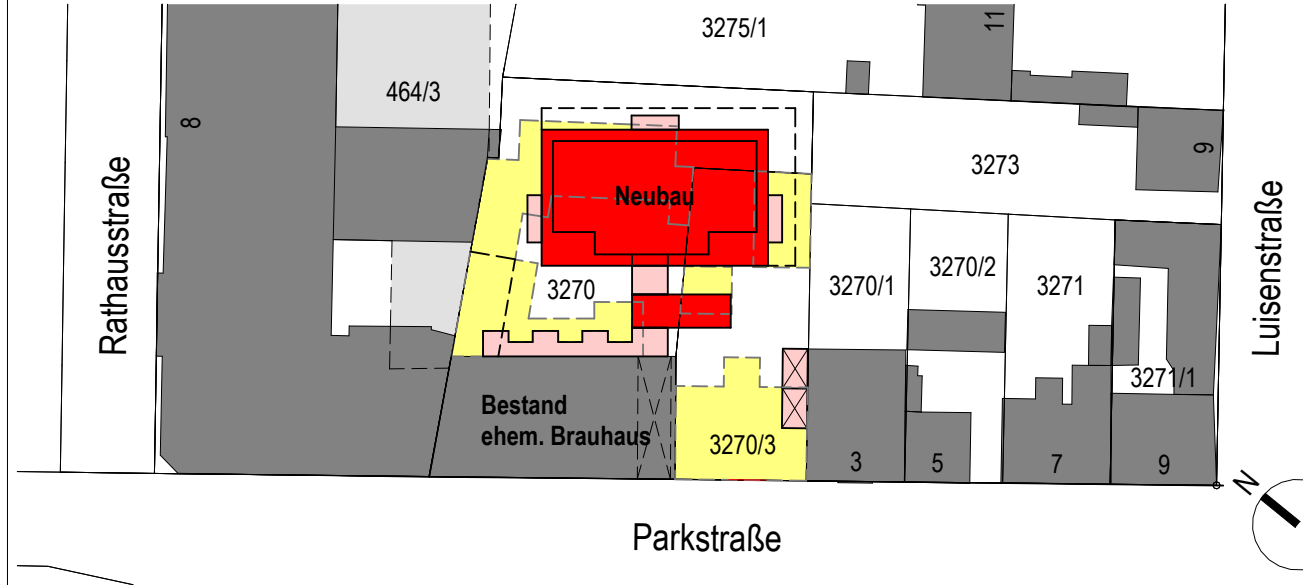 3275/1
11
464/3
8
3273
9
Neubau
Rathausstraße
Luisenstraße
3270
3270/1
3270/2
3271
3271/1
Bestand
ehem. Brauhaus
3270/3
3
5
7
9
N
Parkstraße